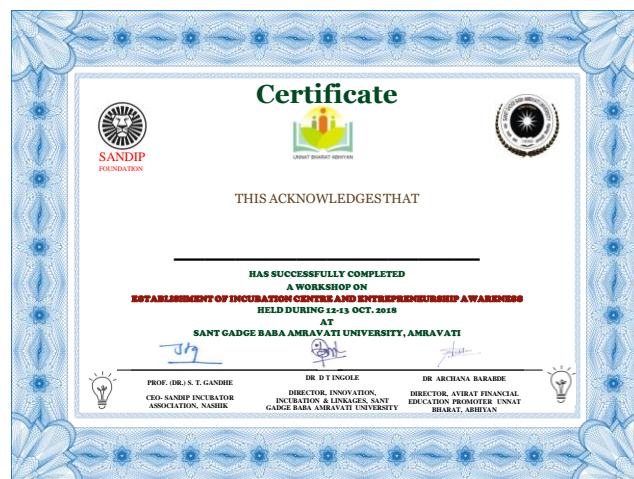 Certificate
SANDIP
FOUNDATION
UNNAT BHARAT ABHIYAN
THIS ACKNOWLEDGES THAT
HAS SUCCESSFULLY COMPLETED
A WORKSHOP ON
ESTABLISHMENT OF INCUBATION CENTRE AND ENTREPRENEURSHIP AWARENESS
HELD DURING 12-13 OCT. 2018
AT
SANT GADGE BABA AMRAVATI UNIVERSITY, AMRAVATI
PROF. (DR.) S. T. GANDHE
CEO- SANDIP INCUBATOR
ASSOCIATION, NASHIK
DR D T INGOLE
DIRECTOR, INNOVATION,
INCUBATION & LINKAGES, SANT
GADGE BABA AMRAVATI UNIVERSITY
DR ARCHANA BARABDE
DIRECTOR, AVIRAT FINANCIAL
EDUCATION PROMOTER UNNAT
BHARAT, ABHIYAN